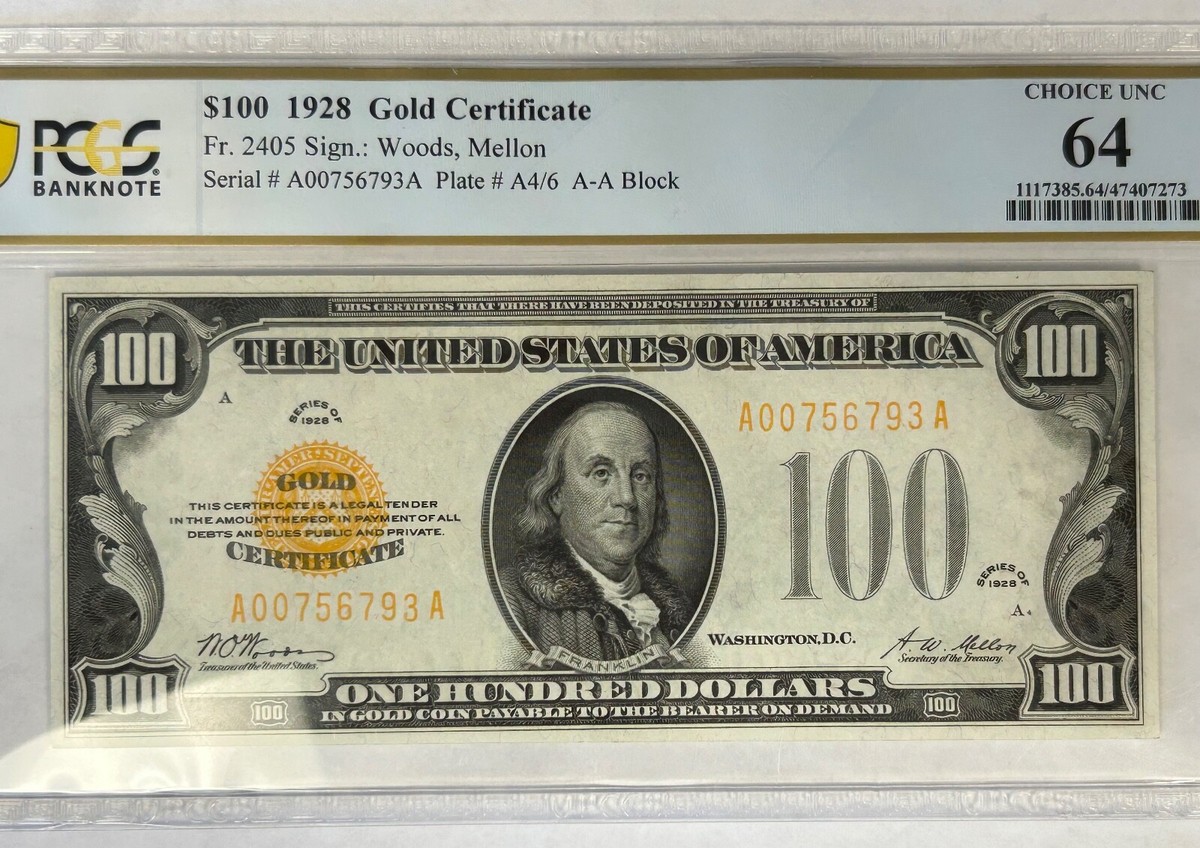 PCGS
BANKNOTE
$100 1928 Gold Certificate
Fr. 2405 Sign.: Woods, Mellon
Serial # A00756793A Plate # A4/6 A-A Block
CHOICE UNC
64
1117385.64/47407273
THIS CERTIFIES THAT THERE HAVE BEEN DEPOSITED IN THE TREASURY OF
100
THE UNITED STATES OF AMERICA
100
A
SERIES OF
1928
A00756793A
GOLD
THIS CERTIFICATE IS A LEGAL TENDER
IN THE AMOUNT THEREOF IN PAYMENT OF ALL
DEBTS AND DUES PUBLIC AND PRIVATE.
CERTIFICATE
100
SERIES OF
1928
A00756793A
A4
W.O. Woods
Treasurer of the United States.
FRANKLIN
WASHINGTON, D.C.
A. W. Mellon
Secretary of the Treasury.
100
ONE HUNDRED DOLLARS
100
100
IN GOLD COIN PAYABLE TO THE BEARER ON DEMAND
100